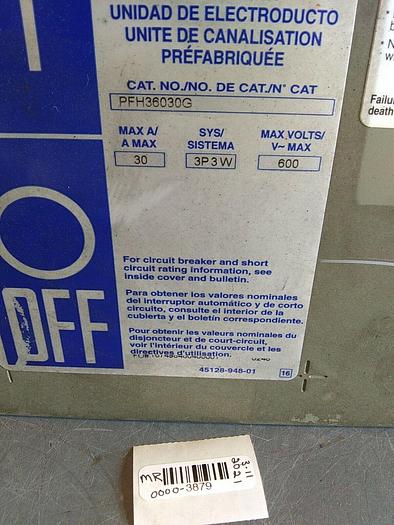 UNIDAD DE ELECTRODUCTO
UNITE DE CANALISATION
PRÉFABRIQUÉE
CAT. NO./NO. DE CAT./N° CAT
PFH36030G
MAX A/
A MAX
SYS/
SISTEMA
MAX VOLTS/
V~ MAX
30
3P3W
600
For circuit breaker and short
circuit rating information, see
inside cover and bulletin.
Para obtener los valores nominales
del interruptor automático y de corto
circuito, consulte el interior de la
cubierta y el boletín correspondiente.
Pour obtenir les valeurs nominales du
disjoncteur et de court-circuit,
voir l'intérieur du couvercle et les
directives d'utilisation.
45128-948-01
16
I
O
OFF
Failu
death
MR
0000-3879
3-11
2021